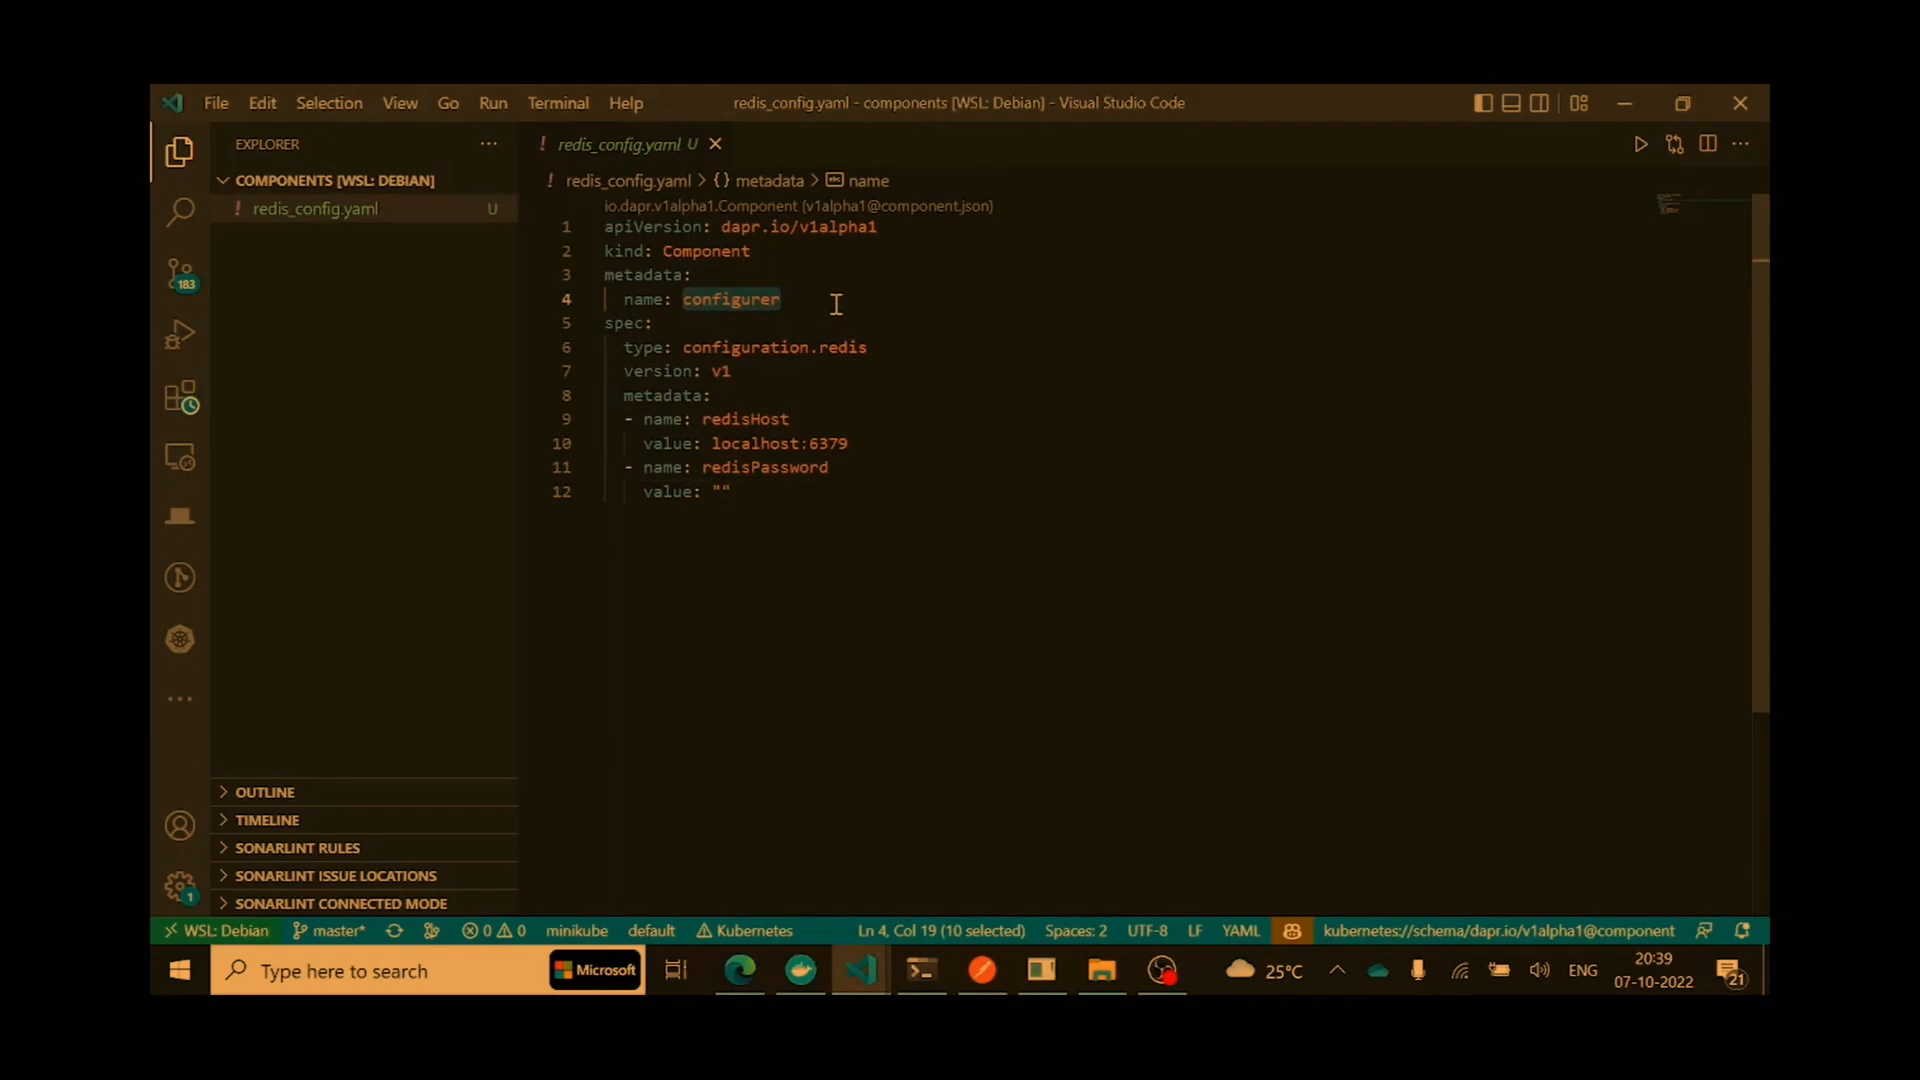 File Edit Selection View Go Run Terminal Help redis_config.yaml - components [WSL: Debian] - Visual Studio Code
EXPLORER ··· ! redis_config.yaml U
COMPONENTS [WSL: DEBIAN] ! redis_config.yaml > {} metadata > name
! redis_config.yaml U
io.dapr.v1alpha1.Component (v1alpha1@component.json)
1 apiVersion: dapr.io/v1alpha1
2 kind: Component
3 metadata:
4 name: configurer
5 spec:
6 type: configuration.redis
7 version: v1
8 metadata:
9 - name: redisHost
10 value: localhost:6379
11 - name: redisPassword
12 value: ""
183
OUTLINE
TIMELINE
SONARLINT RULES
SONARLINT ISSUE LOCATIONS
1
SONARLINT CONNECTED MODE
WSL: Debian master* 0 0 minikube default Kubernetes Ln 4, Col 19 (10 selected) Spaces: 2 UTF-8 LF YAML kubernetes://schema/dapr.io/v1alpha1@component
Type here to search Microsoft 25°C ENG 20:39
07-10-2022 21